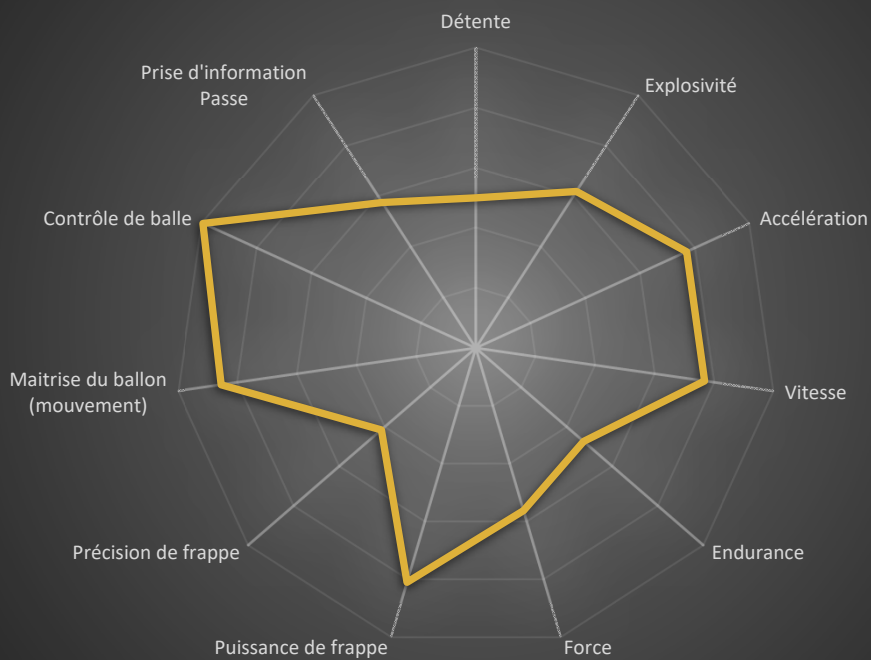 Détente
Prise d'information
Passe
Explosivité
Contrôle de balle
Accélération
Maitrise du ballon
(mouvement)
Vitesse
Précision de frappe
Endurance
Puissance de frappe
Force